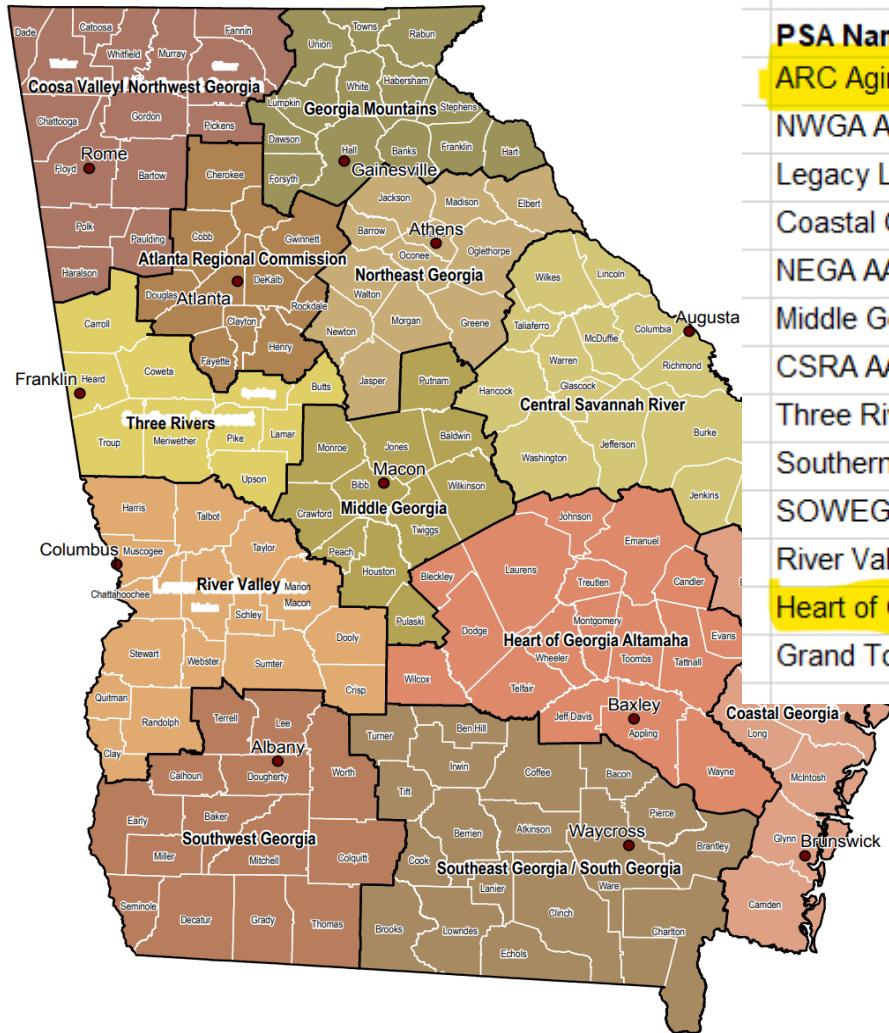 Dade
Catoosa
Fannin
Whitfield
Murray
Coosa Valleyl Northwest Georgia
Chattooga
Gordon
Pickens
Rome
Floyd
Bartow
Polk
Paulding
Haralson
Towns
Rabun
Union
White
Habersham
Lumpkin
Stephens
Georgia Mountains
Dawson
Hall
Banks
Franklin
Hart
Gainesville
Forsyth
Cherokee
Cobb
Gwinnett
Atlanta Regional Commission
DeKalb
Douglas
Atlanta
Rockdale
Clayton
Fayette
Henry
Jackson
Madison
Elbert
Barrow
Athens
Oconee
Oglethorpe
Northeast Georgia
Walton
Morgan
Greene
Newton
Jasper
Wilkes
Lincoln
Taliaferro
McDuffie
Columbia
Augusta
Warren
Richmond
Hancock
Glascock
Central Savannah River
Washington
Jefferson
Burke
Jenkins
Carroll
Coweta
Franklin
Heard
Butts
Three Rivers
Troup
Meriwether
Pike
Lamar
Upson
Putnam
Monroe
Jones
Baldwin
Macon
Bibb
Wilkinson
Crawford
Middle Georgia
Twiggs
Peach
Houston
Pulaski
Harris
Talbot
Taylor
Columbus
Muscogee
River Valley
Marion
Chattahoochee
Macon
Schley
Dooly
Stewart
Webster
Sumter
Crisp
Quitman
Randolph
Clay
Johnson
Emanuel
Bleckley
Laurens
Treutlen
Candler
Dodge
Montgomery
Heart of Georgia Altamaha
Evans
Wheeler
Toombs
Tattnall
Wilcox
Telfair
Jeff Davis
Baxley
Appling
Wayne
Terrell
Lee
Albany
Calhoun
Dougherty
Worth
Early
Baker
Southwest Georgia
Miller
Mitchell
Colquitt
Seminole
Decatur
Grady
Thomas
Turner
Ben Hill
Irwin
Coffee
Bacon
Tift
Pierce
Berrien
Atkinson
Waycross
Brantley
Cook
Southeast Georgia / South Georgia
Lanier
Ware
Clinch
Brooks
Lowndes
Charlton
Echols
Coastal Georgia
Long
McIntosh
Glynn
Brunswick
Camden
PSA Nar
ARC Agi
NWGA A
Legacy L
Coastal
NEGA AA
Middle G
CSRA AA
Three Ri
Southern
SOWEG
River Val
Heart of
Grand To